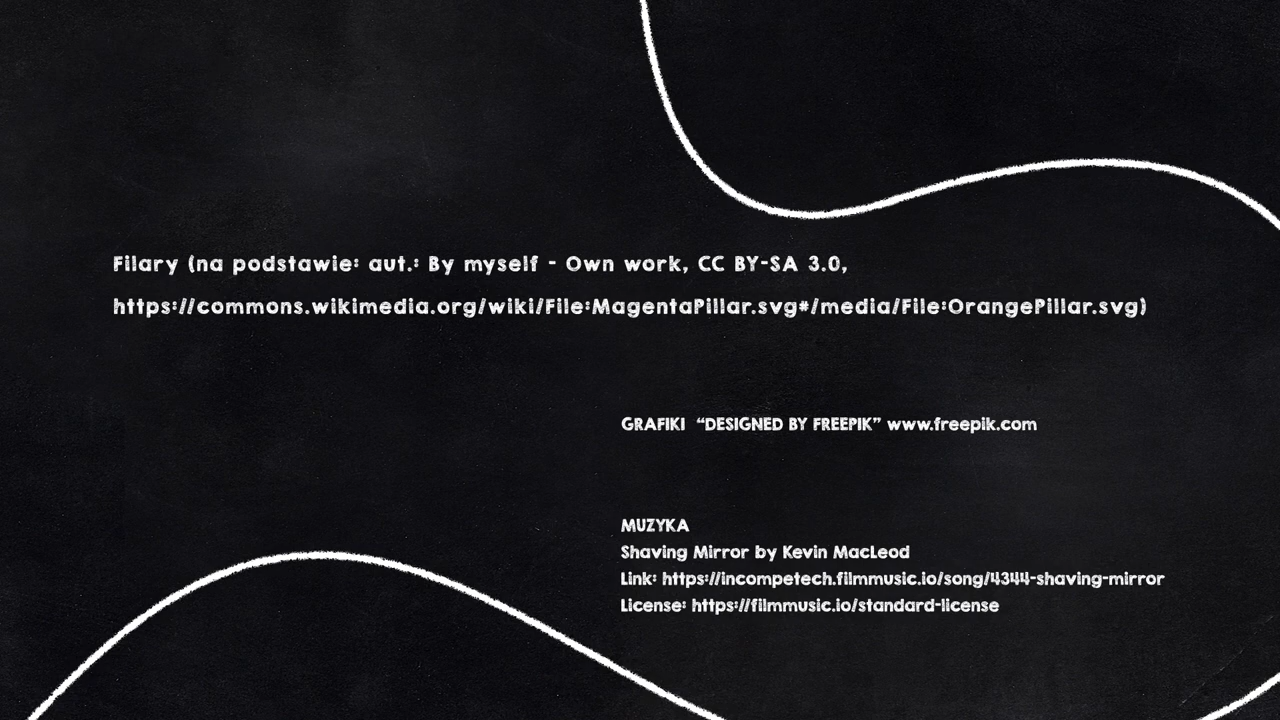 Filary (na podstawie: aut.: By myself - Own work, CC BY-SA 3.0,
https://commons.wikimedia.org/wiki/File:MagentaPillar.svg#/media/File:OrangePillar.svg)
GRAFIKI “DESIGNED BY FREEPIK” www.freepik.com
MUZYKA
Shaving Mirror by Kevin MacLeod
Link: https://incompetech.filmmusic.io/song/4344-shaving-mirror
License: https://filmmusic.io/standard-license